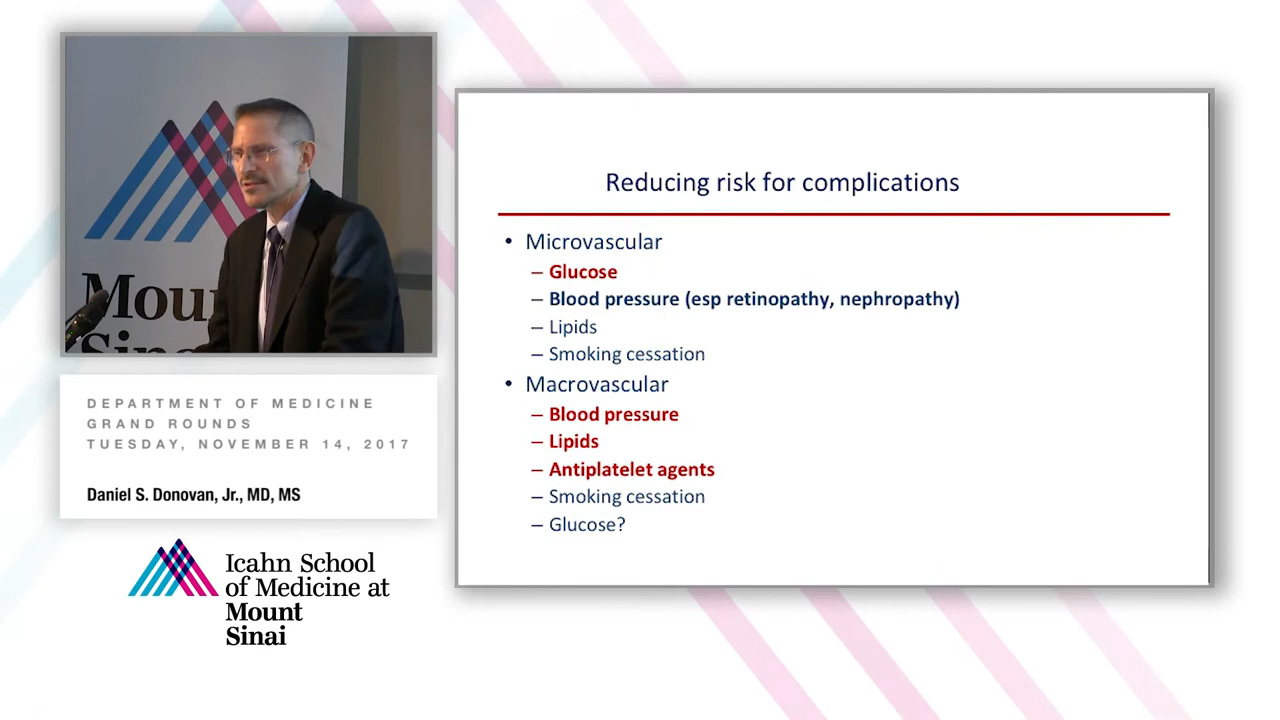 Mount
Sinai
DEPARTMENT OF MEDICINE
GRAND ROUNDS
TUESDAY, NOVEMBER 14, 2017
Daniel S. Donovan, Jr., MD, MS
Icahn School
of Medicine at
Mount
Sinai
Reducing risk for complications
• Microvascular
– Glucose
– Blood pressure (esp retinopathy, nephropathy)
– Lipids
– Smoking cessation
• Macrovascular
– Blood pressure
– Lipids
– Antiplatelet agents
– Smoking cessation
– Glucose?